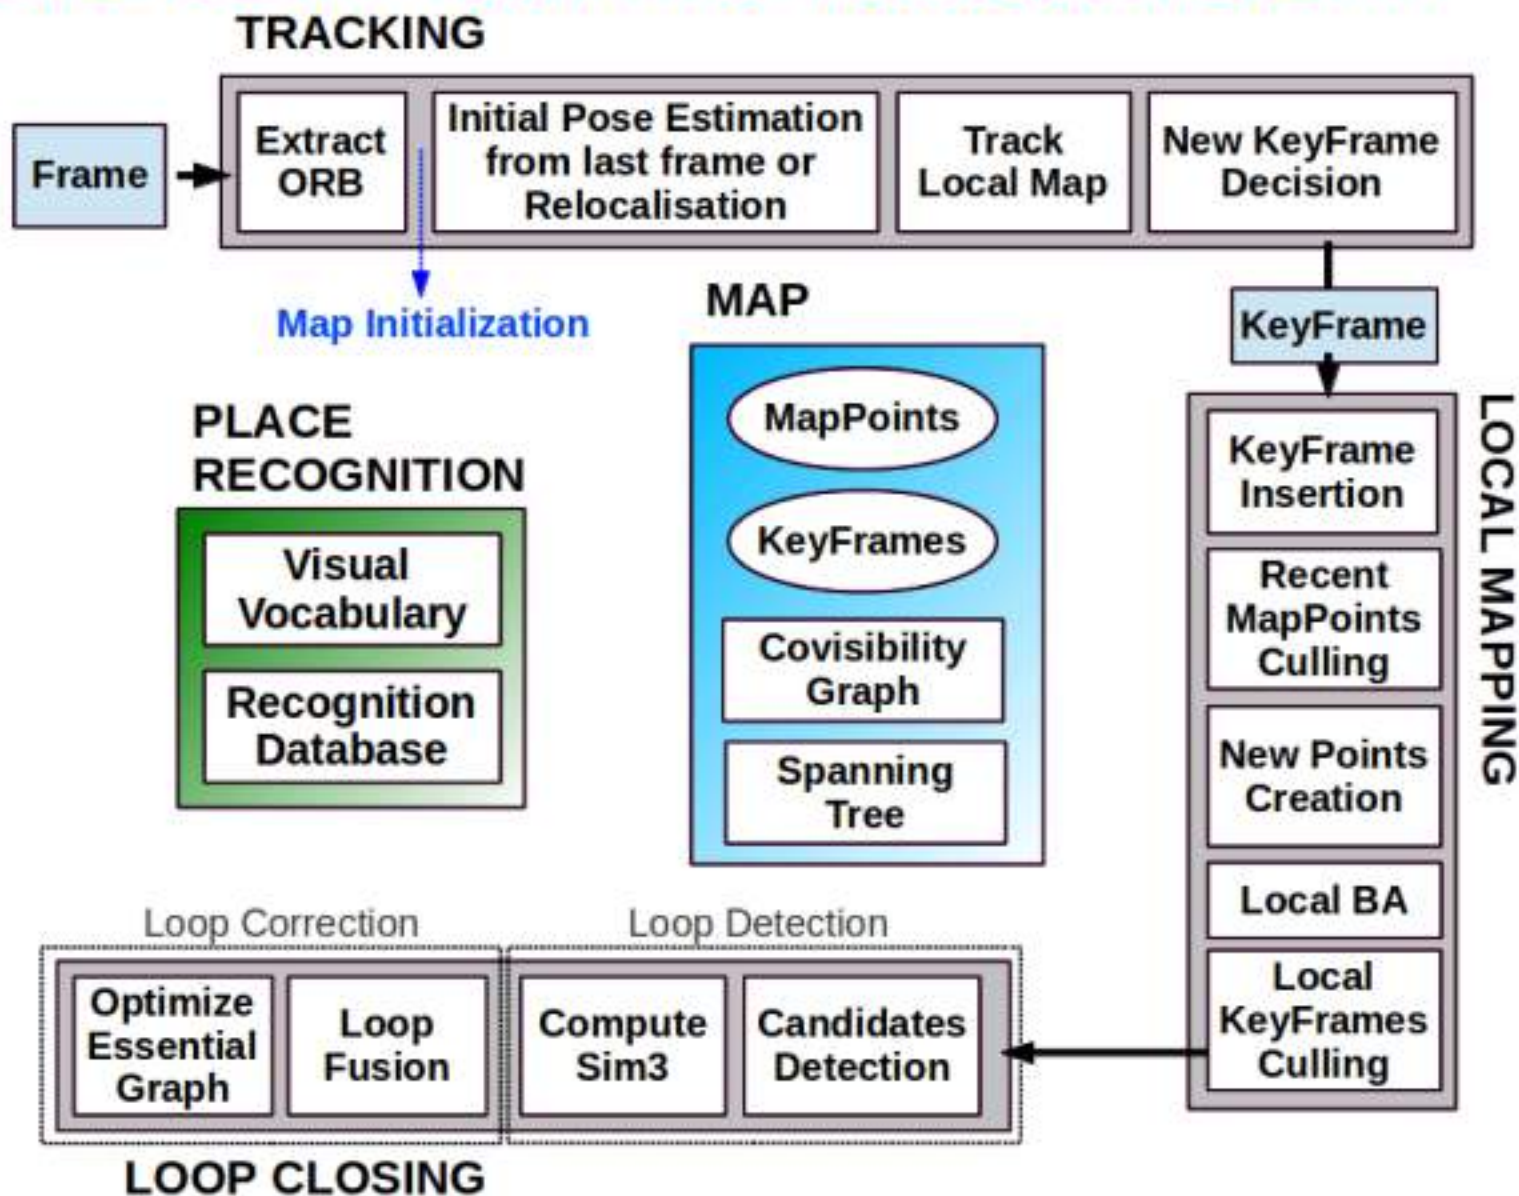 TRACKING
Frame
Extract
ORB
Initial Pose Estimation
from last frame or
Relocalisation
Track
Local Map
New KeyFrame
Decision
Map Initialization
MAP
KeyFrame
PLACE
RECOGNITION
Visual
Vocabulary
Recognition
Database
MapPoints
KeyFrames
Covisibility
Graph
Spanning
Tree
LOCAL MAPPING
KeyFrame
Insertion
Recent
MapPoints
Culling
New Points
Creation
Local BA
Local
KeyFrames
Culling
Loop Correction
Loop Detection
Optimize
Essential
Graph
Loop
Fusion
Compute
Sim3
Candidates
Detection
LOOP CLOSING